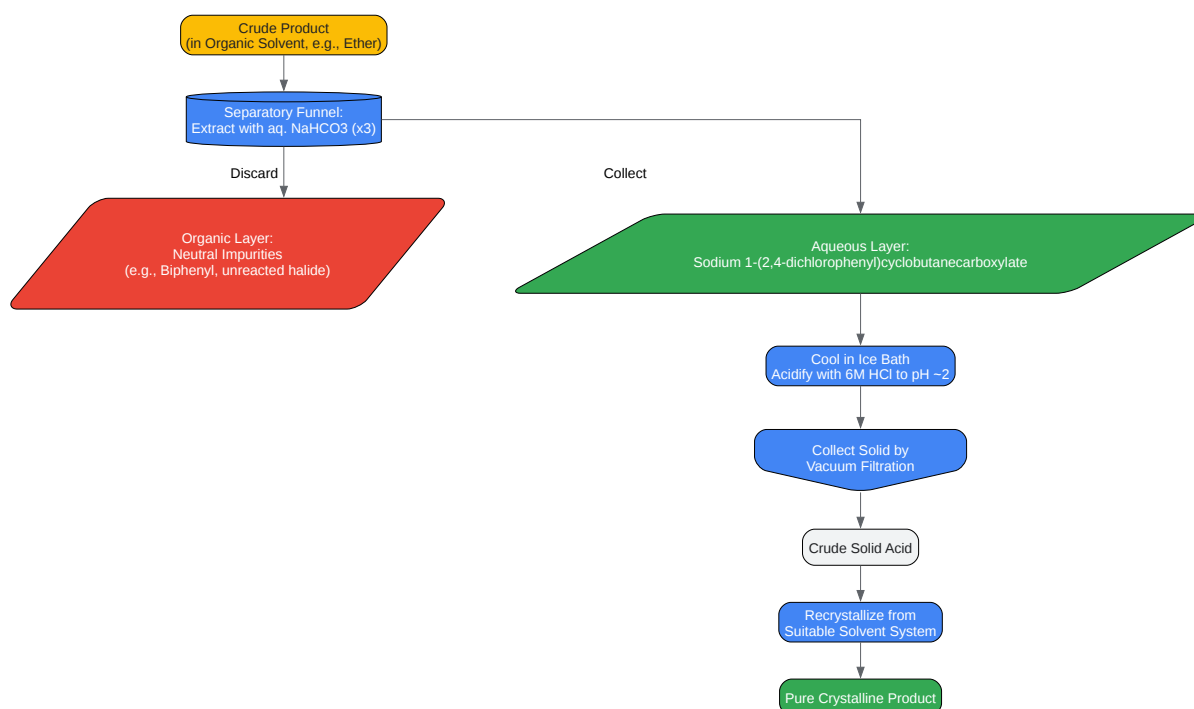 Crude Product
(in Organic Solvent, e.g., Ether)
Separatory Funnel:
Extract with aq. NaHCO3 (x3)
Discard
Collect
Organic Layer:
Neutral Impurities
(e.g., Biphenyl, unreacted halide)
Aqueous Layer:
Sodium 1-(2,4-dichlorophenyl)cyclobutanecarboxylate
Cool in Ice Bath
Acidify with 6M HCl to pH ~2
Collect Solid by
Vacuum Filtration
Crude Solid Acid
Recrystallize from
Suitable Solvent System
Pure Crystalline Product